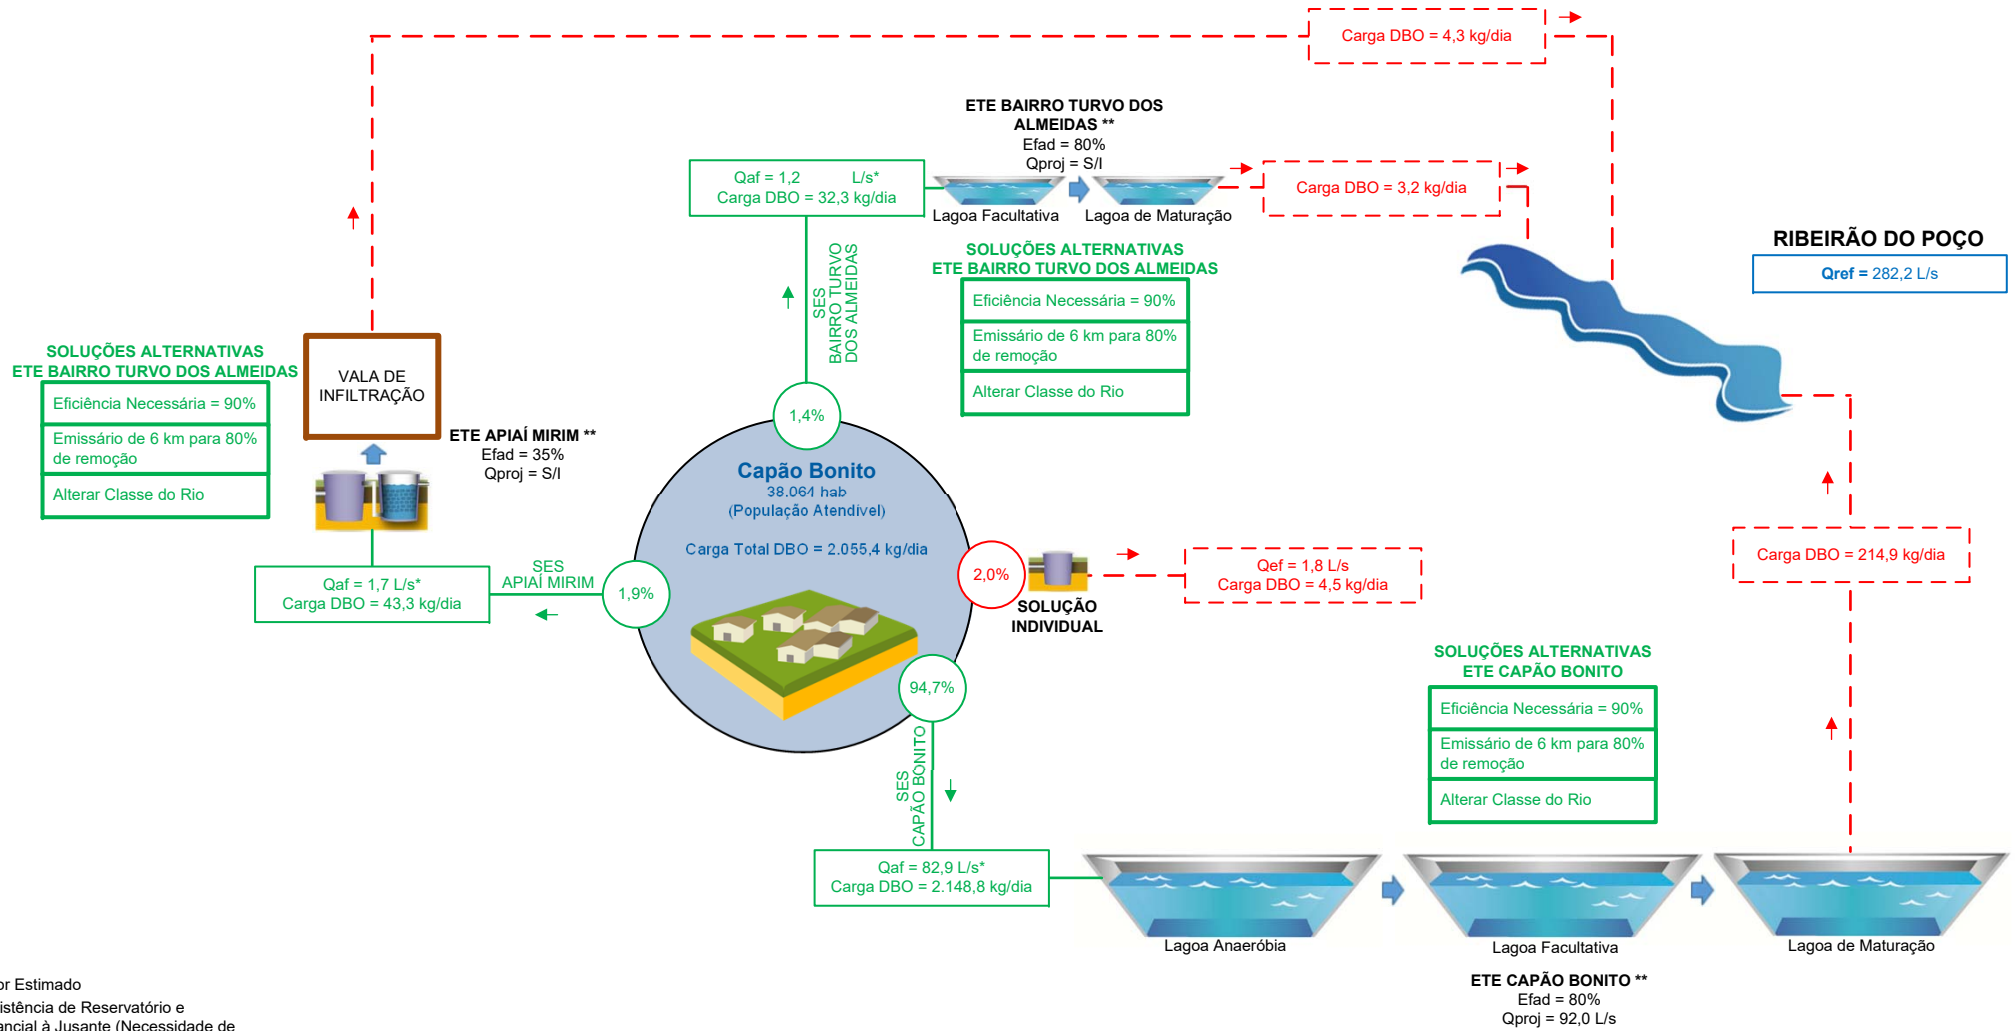 Carga DBO = 4,3 kg/dia
ETE BAIRRO TURVO DOS
ALMEIDAS **
Efad = 80%
Qproj = S/I
Qaf = 1,2 L/s*
Carga DBO = 32,3 kg/dia
Lagoa Facultativa
Lagoa de Maturação
Carga DBO = 3,2 kg/dia
RIBEIRÃO DO POÇO
Qref = 282,2 L/s
SES
BAIRRO TURVO
DOS ALMEIDAS
SOLUÇÕES ALTERNATIVAS
ETE BAIRRO TURVO DOS ALMEIDAS
Eficiência Necessária = 90%
Emissário de 6 km para 80%
de remoção
Alterar Classe do Rio
SOLUÇÕES ALTERNATIVAS
ETE BAIRRO TURVO DOS ALMEIDAS
Eficiência Necessária = 90%
Emissário de 6 km para 80%
de remoção
Alterar Classe do Rio
VALA DE
INFILTRAÇÃO
ETE APIAÍ MIRIM **
Efad = 35%
Qproj = S/I
1,4%
Capão Bonito
38.064 hab
(População Atendível)
Carga Total DBO = 2.055,4 kg/dia
Qaf = 1,7 L/s*
Carga DBO = 43,3 kg/dia
SES
APIAÍ MIRIM
1,9%
2,0%
SOLUÇÃO
INDIVIDUAL
Qef = 1,8 L/s
Carga DBO = 4,5 kg/dia
Carga DBO = 214,9 kg/dia
94,7%
SES
CAPÃO BONITO
SOLUÇÕES ALTERNATIVAS
ETE CAPÃO BONITO
Eficiência Necessária = 90%
Emissário de 6 km para 80%
de remoção
Alterar Classe do Rio
Qaf = 82,9 L/s*
Carga DBO = 2.148,8 kg/dia
Lagoa Anaeróbia
Lagoa Facultativa
Lagoa de Maturação
ETE CAPÃO BONITO **
Efad = 80%
Qproj = 92,0 L/s
or Estimado
istência de Reservatório e
ancial à Jusante (Necessidade de